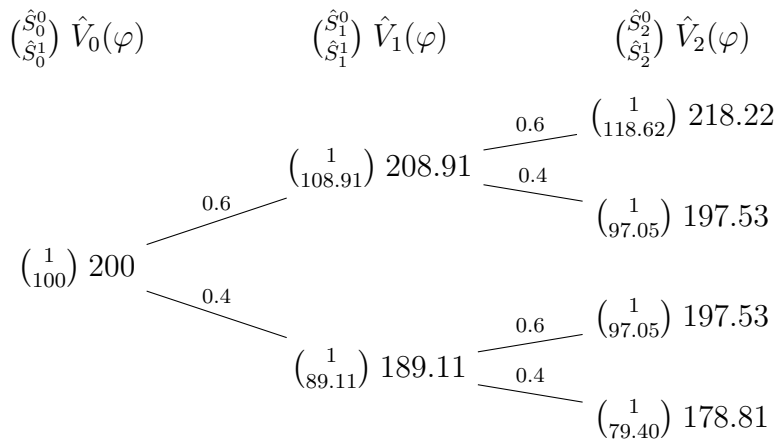 (Ŝ₀⁰ Ŝ₀¹) V̂₀(φ)
(Ŝ₁⁰ Ŝ₁¹) V̂₁(φ)
(Ŝ₂⁰ Ŝ₂¹) V̂₂(φ)
(1 118.62) 218.22
0.6
(1 108.91) 208.91
0.4
0.6
(1 97.05) 197.53
(1 100) 200
0.4
(1 97.05) 197.53
0.6
(1 89.11) 189.11
0.4
(1 79.40) 178.81